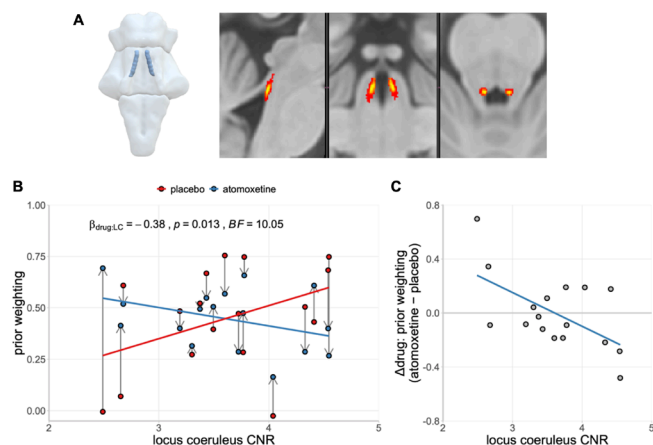 A
B
placebo atomoxetine
β drug:LC = − 0.38 , p = 0.013 , BF = 10.05
prior weighting
1.00
0.75
0.50
0.25
0.00
2 3 4 5
locus coeruleus CNR
C
Δdrug: prior weighting
(atomoxetine − placebo)
0.8
0.4
0.0
-0.4
-0.8
2 3 4 5
locus coeruleus CNR